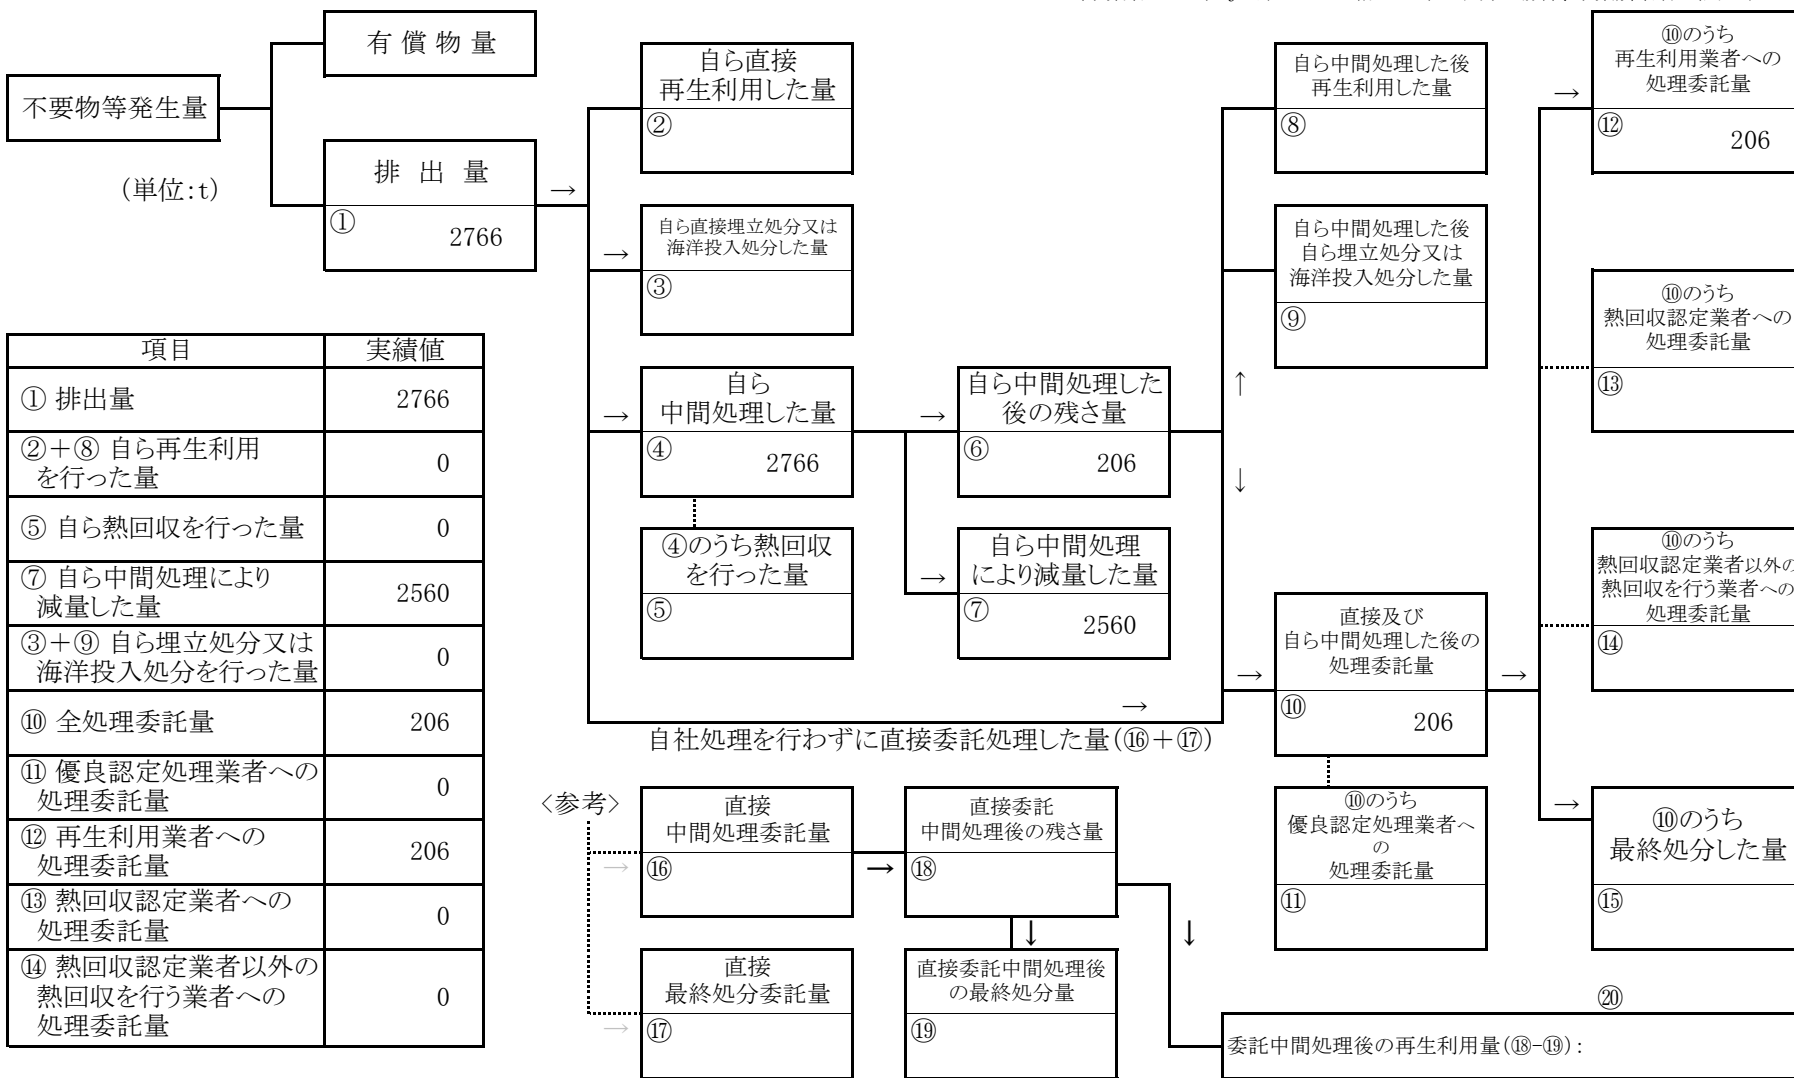 有 償 物 量
不要物等発生量
(単位:t)
排 出 量
①
2766
→
自ら直接
再生利用した量
②
→
自ら直接埋立処分又は
海洋投入処分した量
③
→
自ら
中間処理した量
④
2766
④のうち熱回収
を行った量
⑤
→
自ら中間処理した
後の残さ量
⑥
206
→
自ら中間処理
により減量した量
⑦
2560
↑
↓
自ら中間処理した後
再生利用した量
⑧
自ら中間処理した後
自ら埋立処分又は
海洋投入処分した量
⑨
→
直接及び
自ら中間処理した後の
処理委託量
⑩
206
→
⑩のうち
優良認定処理業者へ
の
処理委託量
⑪
→
⑩のうち
再生利用業者への
処理委託量
⑫
206
⑩のうち
熱回収認定業者への
処理委託量
⑬
⑩のうち
熱回収認定業者以外の
熱回収を行う業者への
処理委託量
⑭
→
⑩のうち
最終処分した量
⑮
→
自社処理を行わずに直接委託処理した量(⑯+⑰)
<参考>
→
直接
中間処理委託量
⑯
→
直接
最終処分委託量
⑰
→
直接委託
中間処理後の残さ量
⑱
↓
直接委託中間処理後
の最終処分量
⑲
↓
⑳
委託中間処理後の再生利用量(⑱-⑲):
項目 実績値
① 排出量 2766
②+⑧ 自ら再生利用
を行った量 0
⑤ 自ら熱回収を行った量 0
⑦ 自ら中間処理により
減量した量 2560
③+⑨ 自ら埋立処分又は
海洋投入処分を行った量 0
⑩ 全処理委託量 206
⑪ 優良認定処理業者への
処理委託量 0
⑫ 再生利用業者への
処理委託量 206
⑬ 熱回収認定業者への
処理委託量 0
⑭ 熱回収認定業者以外の
熱回収を行う業者への
処理委託量 0